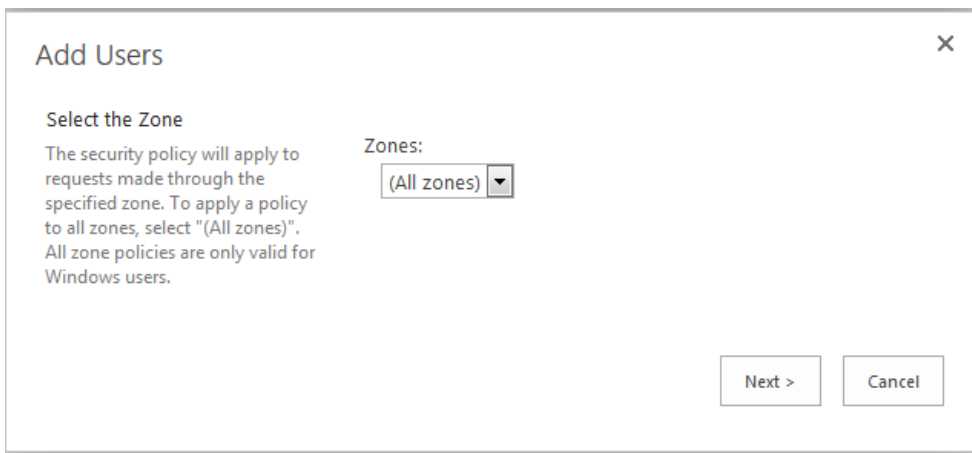 Add Users
Select the Zone
The security policy will apply to
requests made through the
specified zone. To apply a policy
to all zones, select "(All zones)".
All zone policies are only valid for
Windows users.
Zones:
(All zones)
Next >
Cancel